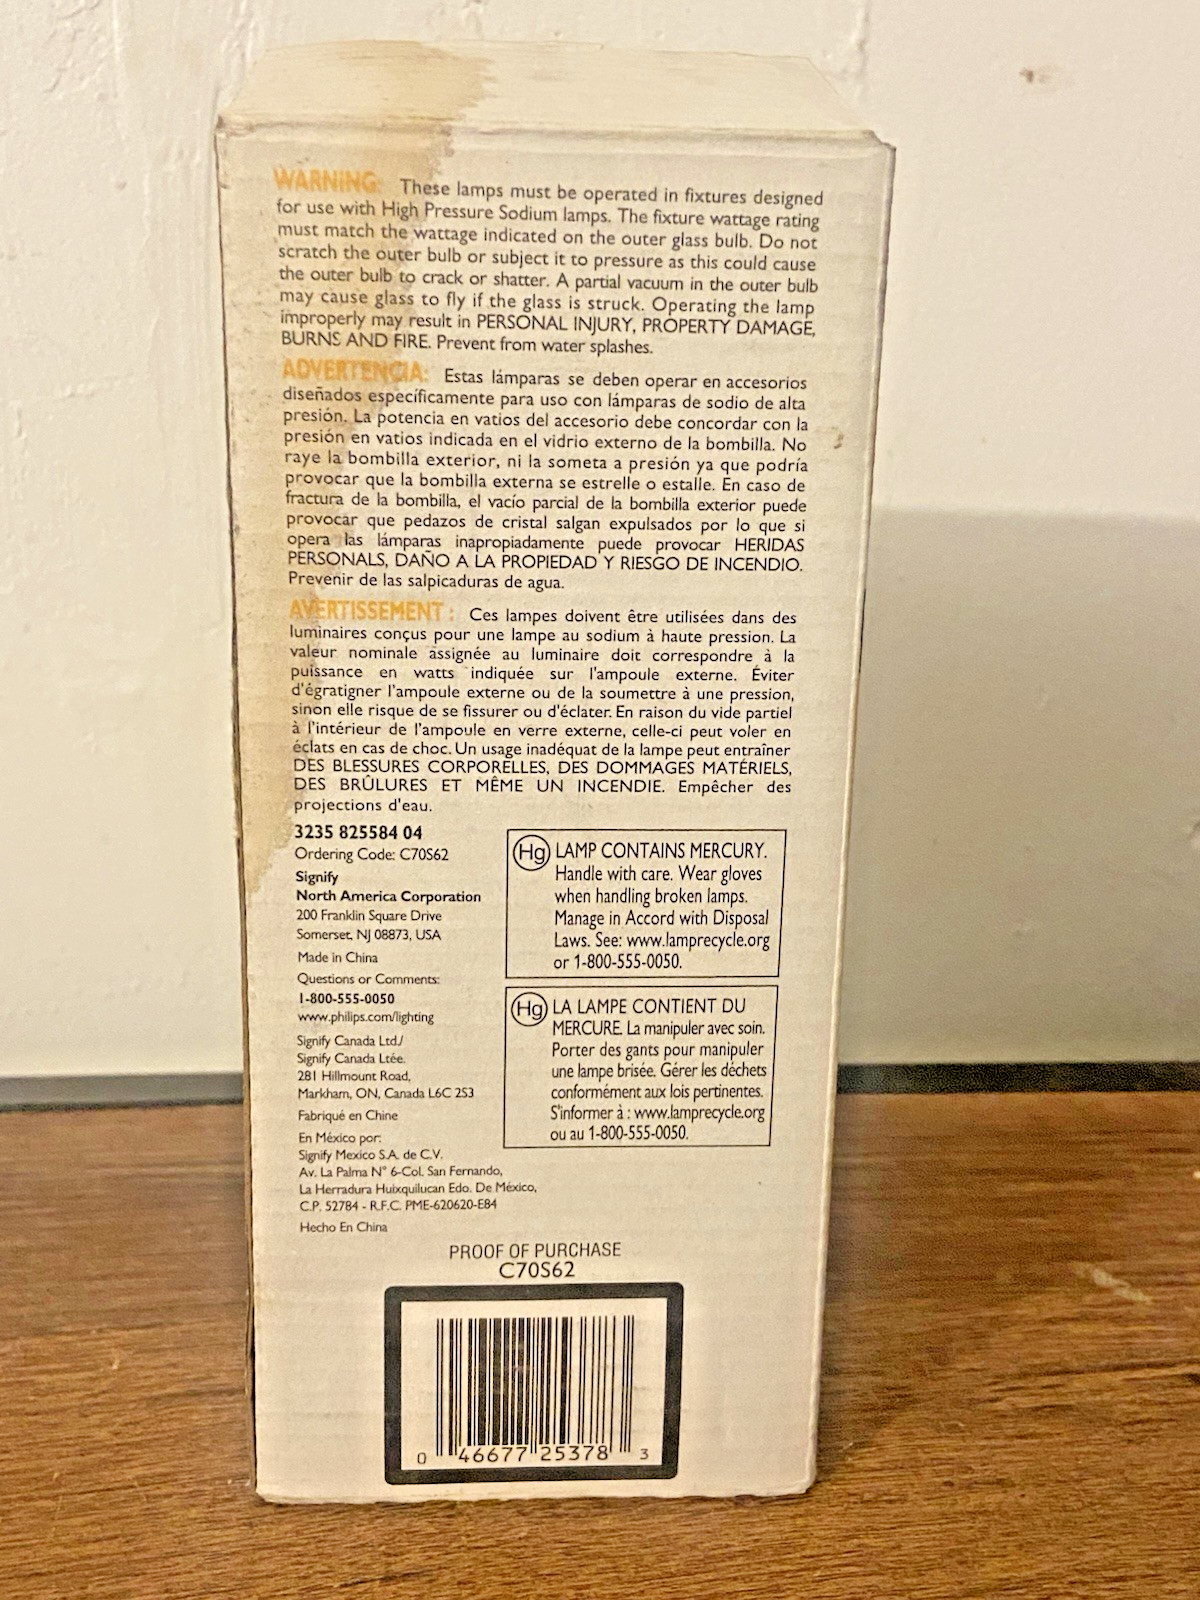 WARNING: These lamps must be operated in fixtures designed
for use with High Pressure Sodium lamps. The fixture wattage rating
must match the wattage indicated on the outer glass bulb. Do not
scratch the outer bulb or subject it to pressure as this could cause
the outer bulb to crack or shatter. A partial vacuum in the outer bulb
may cause glass to fly if the glass is struck. Operating the lamp
improperly may result in PERSONAL INJURY, PROPERTY DAMAGE,
BURNS AND FIRE. Prevent from water splashes.
ADVERTENCIA: Estas lámparas se deben operar en accesorios
diseñados específicamente para uso con lámparas de sodio de alta
presión. La potencia en vatios del accesorio debe concordar con la
presión en vatios indicada en el vidrio externo de la bombilla. No
raye la bombilla exterior, ni la someta a presión ya que podría
provocar que la bombilla externa se estrelle o estalle. En caso de
fractura de la bombilla, el vacío parcial de la bombilla exterior puede
provocar que pedazos de cristal salgan expulsados por lo que si
opera las lámparas inapropiadamente puede provocar HERIDAS
PERSONALS, DAÑO A LA PROPIEDAD Y RIESGO DE INCENDIO.
Prevenir de las salpicaduras de agua.
AVERTISSEMENT : Ces lampes doivent être utilisées dans des
luminaires conçus pour une lampe au sodium à haute pression. La
valeur nominale assignée au luminaire doit correspondre à la
puissance en watts indiquée sur l'ampoule externe. Éviter
d'égratigner l'ampoule externe ou de la soumettre à une pression,
sinon elle risque de se fissurer ou d'éclater. En raison du vide partiel
à l'intérieur de l'ampoule en verre externe, celle-ci peut voler en
éclats en cas de choc. Un usage inadéquat de la lampe peut entraîner
DES BLESSURES CORPORELLES, DES DOMMAGES MATÉRIELS,
DES BRÛLURES ET MÊME UN INCENDIE. Empêcher des
projections d'eau.
3235 825584 04
Ordering Code: C70S62
Signify
North America Corporation
200 Franklin Square Drive
Somerset, NJ 08873, USA
Made in China
Questions or Comments:
1-800-555-0050
www.philips.com/lighting
Signify Canada Ltd./
Signify Canada Ltée.
281 Hillmount Road,
Markham, ON, Canada L6C 2S3
Fabriqué en Chine
En México por:
Signify Mexico S.A. de C.V.
Av. La Palma N° 6-Col. San Fernando,
La Herradura Huixquilucan Edo. De México,
C.P. 52784 - R.F.C. PME-620620-E84
Hecho En China
Hg LAMP CONTAINS MERCURY.
Handle with care. Wear gloves
when handling broken lamps.
Manage in Accord with Disposal
Laws. See: www.lamprecycle.org
or 1-800-555-0050.
Hg LA LAMPE CONTIENT DU
MERCURE. La manipuler avec soin.
Porter des gants pour manipuler
une lampe brisée. Gérer les déchets
conformément aux lois pertinentes.
S'informer à : www.lamprecycle.org
ou au 1-800-555-0050.
PROOF OF PURCHASE
C70S62
0 46677 25378 3